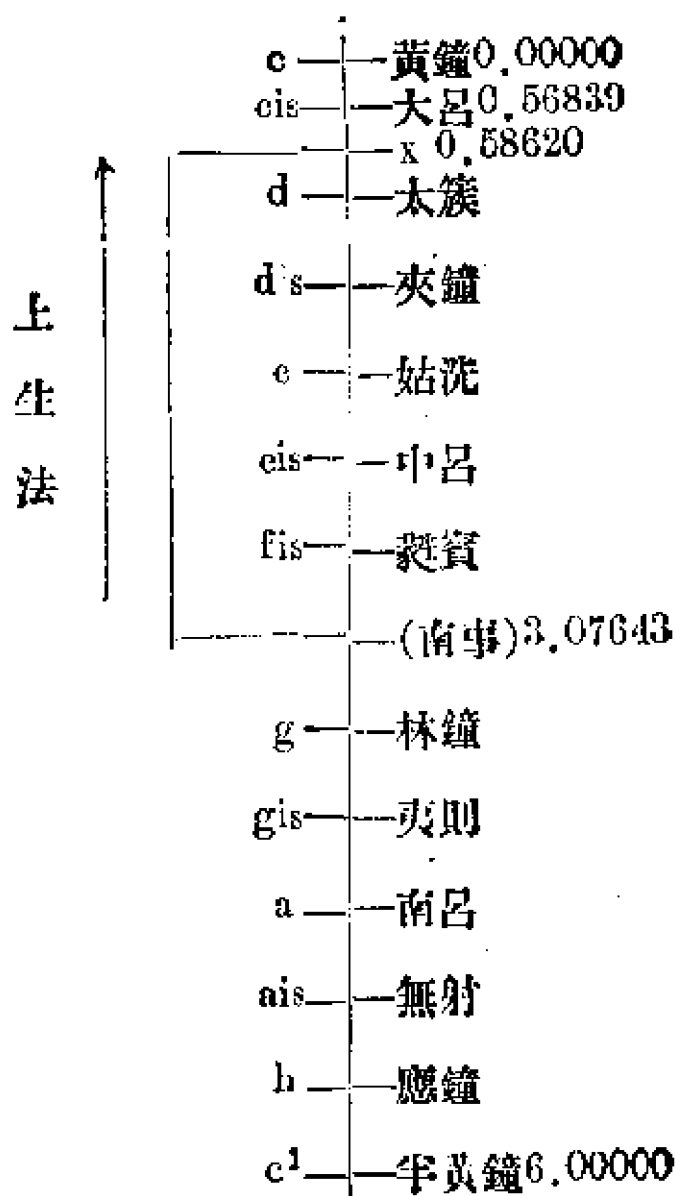 c 黃鐘0.00000
cis 大呂0.56839
x 0.58620
d 太簇
d s 夾鐘
e 姑洗
eis 中呂
fis 蕤賓
(南事)3.07643
g 林鐘
gis 夷則
a 南呂
ais 無射
h 應鐘
c¹ 半黃鐘6.00000
上生法